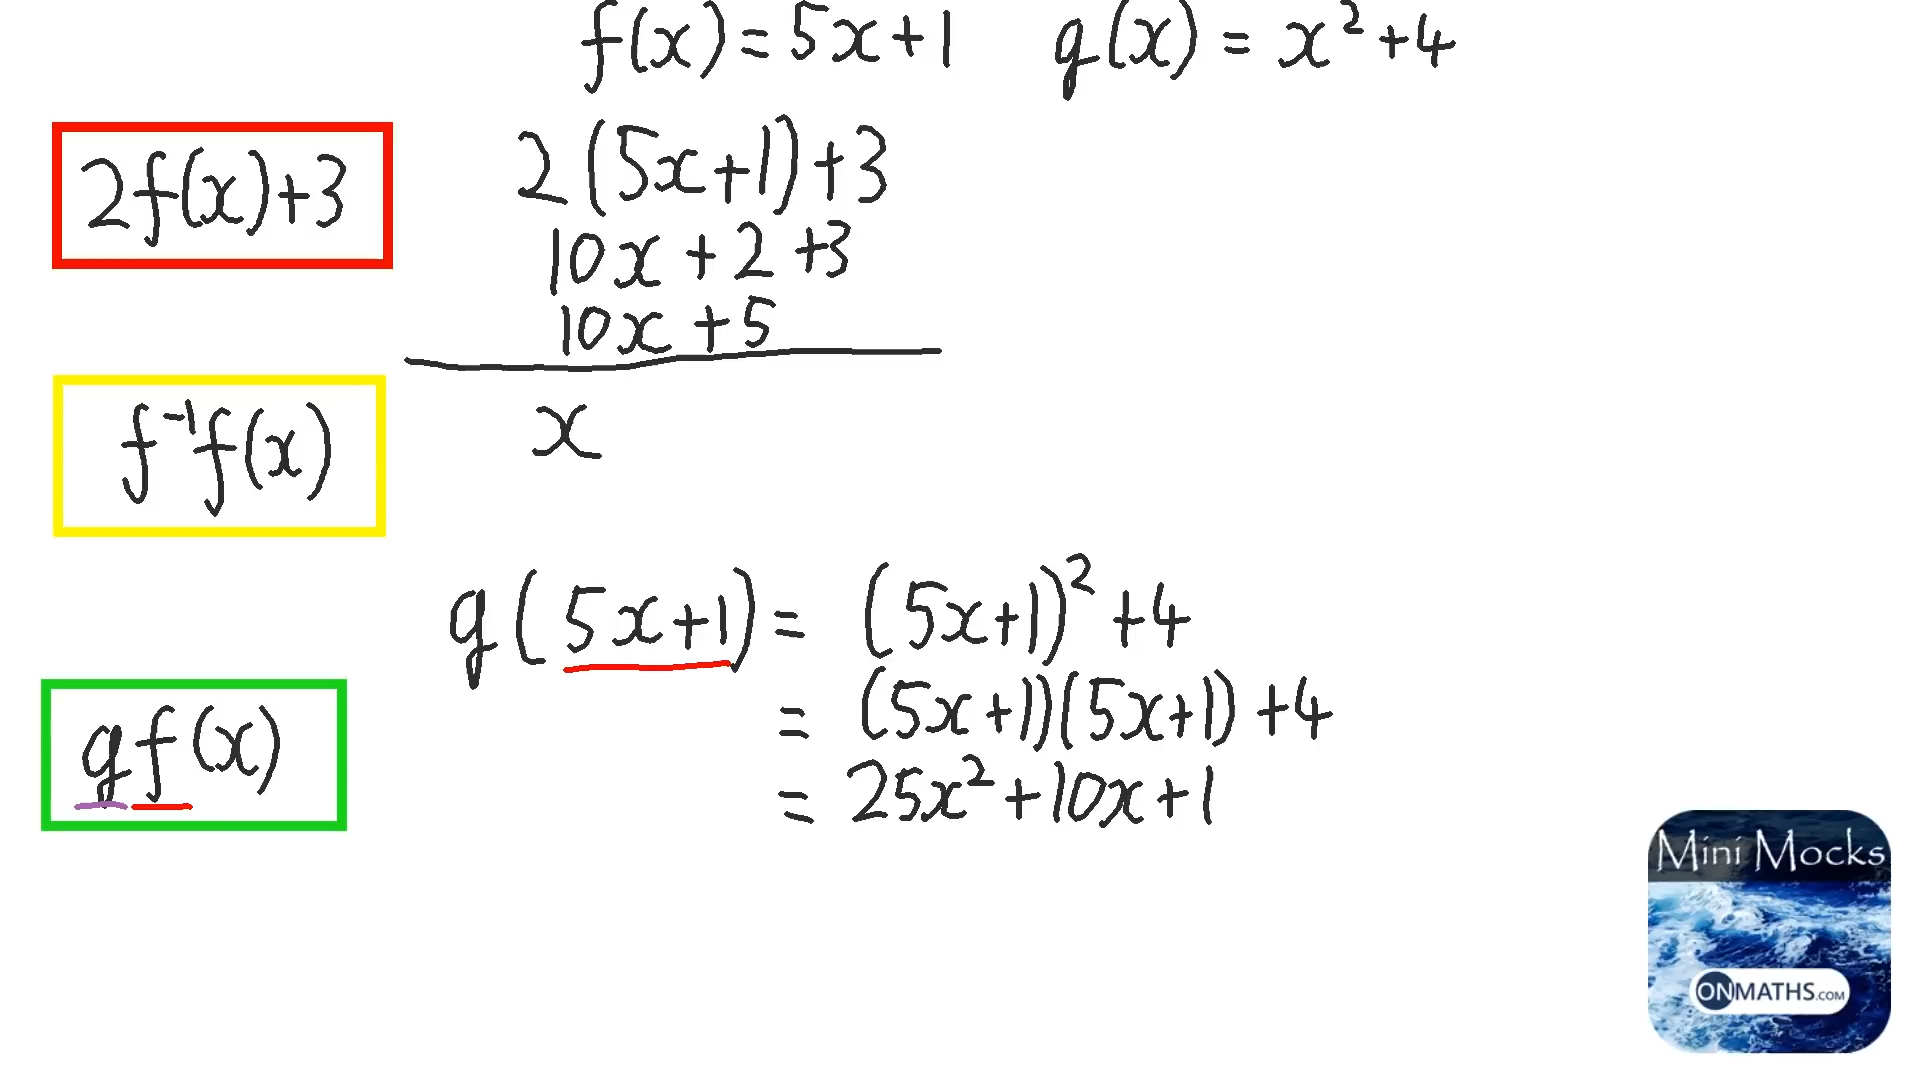 f(x) = 5x + 1 g(x) = x² + 4
2f(x) + 3 2(5x + 1) + 3
10x + 2 + 3
10x + 5
f⁻¹f(x) x
g(5x + 1) = (5x + 1)² + 4
= (5x + 1)(5x + 1) + 4
gf(x) = 25x² + 10x + 1
Mini Mocks
ONMATHS.COM